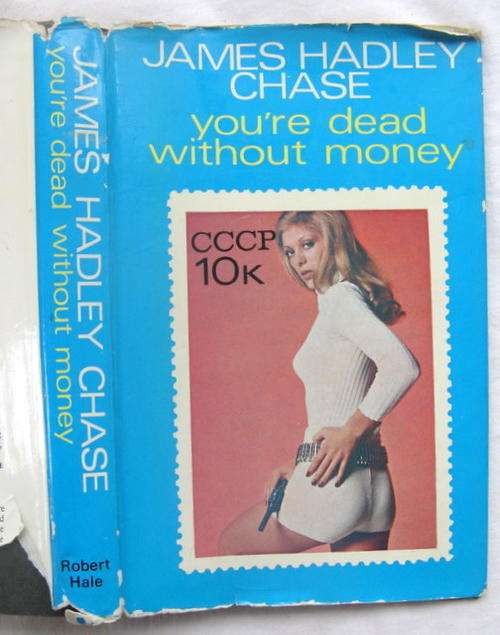 JAMES HADLEY
CHASE
you're dead
without money
CCCP
10K
JAMES HADLEY CHASE
you're dead without money
Robert
Hale